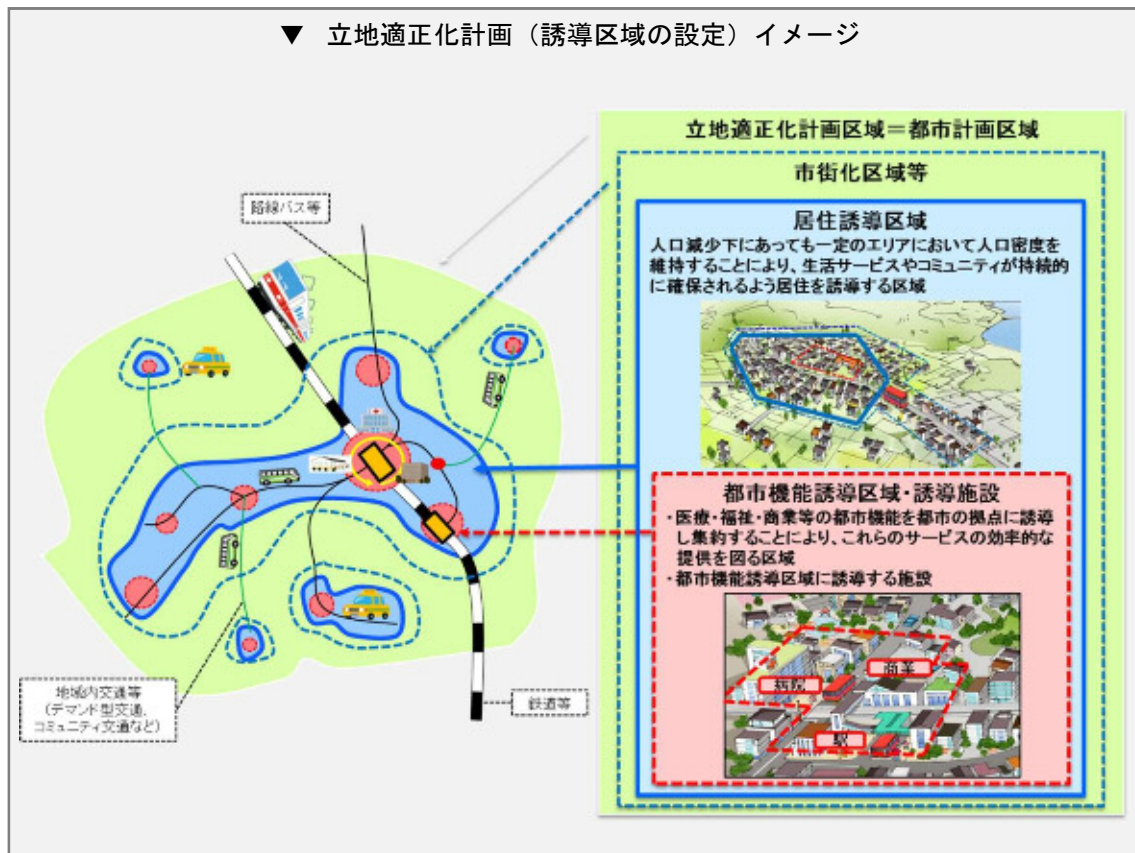 ▼ 立地適正化計画（誘導区域の設定）イメージ
立地適正化計画区域＝都市計画区域
市街化区域等
居住誘導区域
人口減少下にあっても一定のエリアにおいて人口密度を
維持することにより、生活サービスやコミュニティが持続的
に確保されるよう居住を誘導する区域
都市機能誘導区域・誘導施設
・医療・福祉・商業等の都市機能を都市の拠点に誘導
し集約することにより、これらのサービスの効率的な
提供を図る区域
・都市機能誘導区域に誘導する施設
病院
商業
駅
路線バス等
地域内交通等
（デマンド型交通、
コミュニティ交通など）
鉄道等